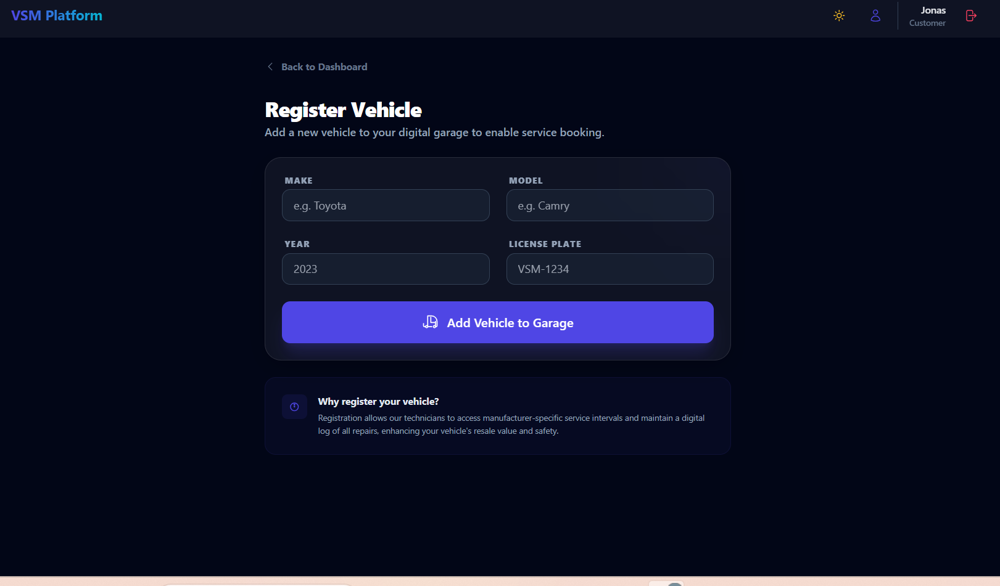 VSM Platform
Jonas
Customer
Back to Dashboard
Register Vehicle
Add a new vehicle to your digital garage to enable service booking.
MAKE
MODEL
e.g. Toyota
e.g. Camry
YEAR
LICENSE PLATE
2023
VSM-1234
Add Vehicle to Garage
Why register your vehicle?
Registration allows our technicians to access manufacturer-specific service intervals and maintain a digital
log of all repairs, enhancing your vehicle's resale value and safety.